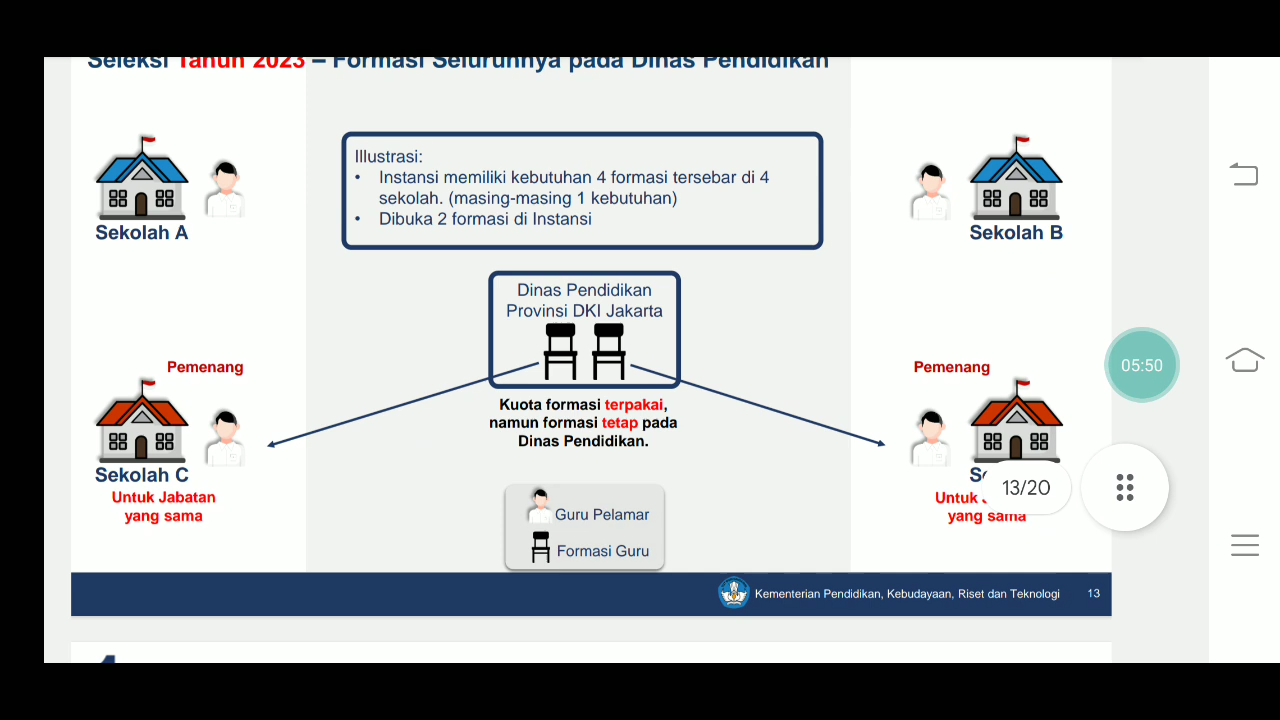 Seleksi Tahun 2023 – Formasi Seluruhnya pada Dinas Pendidikan
Illustrasi:
• Instansi memiliki kebutuhan 4 formasi tersebar di 4
sekolah. (masing-masing 1 kebutuhan)
• Dibuka 2 formasi di Instansi
Sekolah A
Sekolah B
Dinas Pendidikan
Provinsi DKI Jakarta
Pemenang
Pemenang
05:50
Kuota formasi terpakai,
namun formasi tetap pada
Dinas Pendidikan.
Sekolah C
Untuk Jabatan
yang sama
13/20
Untuk
yang sama
Guru Pelamar
Formasi Guru
Kementerian Pendidikan, Kebudayaan, Riset dan Teknologi
13